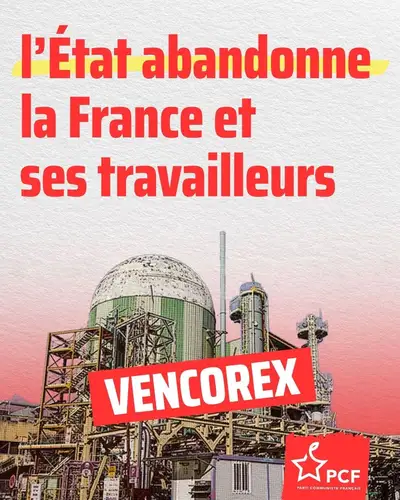 l'État abandonne
la France et
ses travailleurs
VENCOREX
PCF
PARTI COMMUNISTE FRANÇAIS